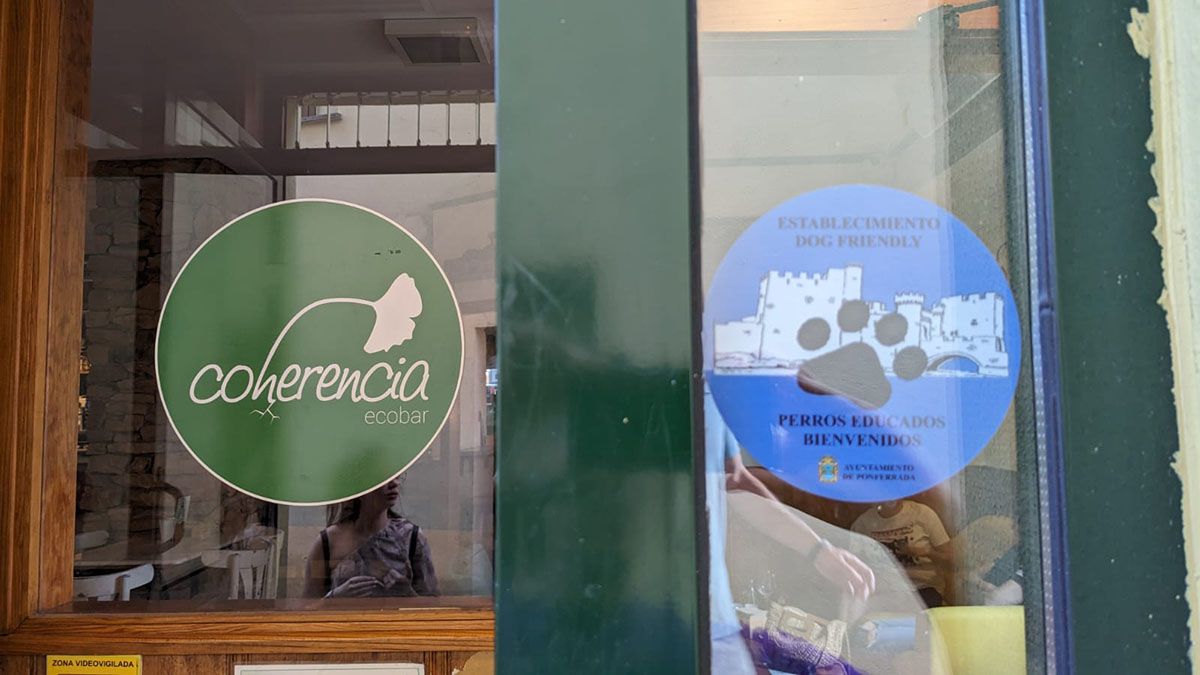 coherencia
ecobar
ZONA VIDEOVIGILADA
ESTABLECIMIENTO
DOG FRIENDLY
PERROS EDUCADOS
BIENVENIDOS
AYUNTAMIENTO
DE PONFERRADA